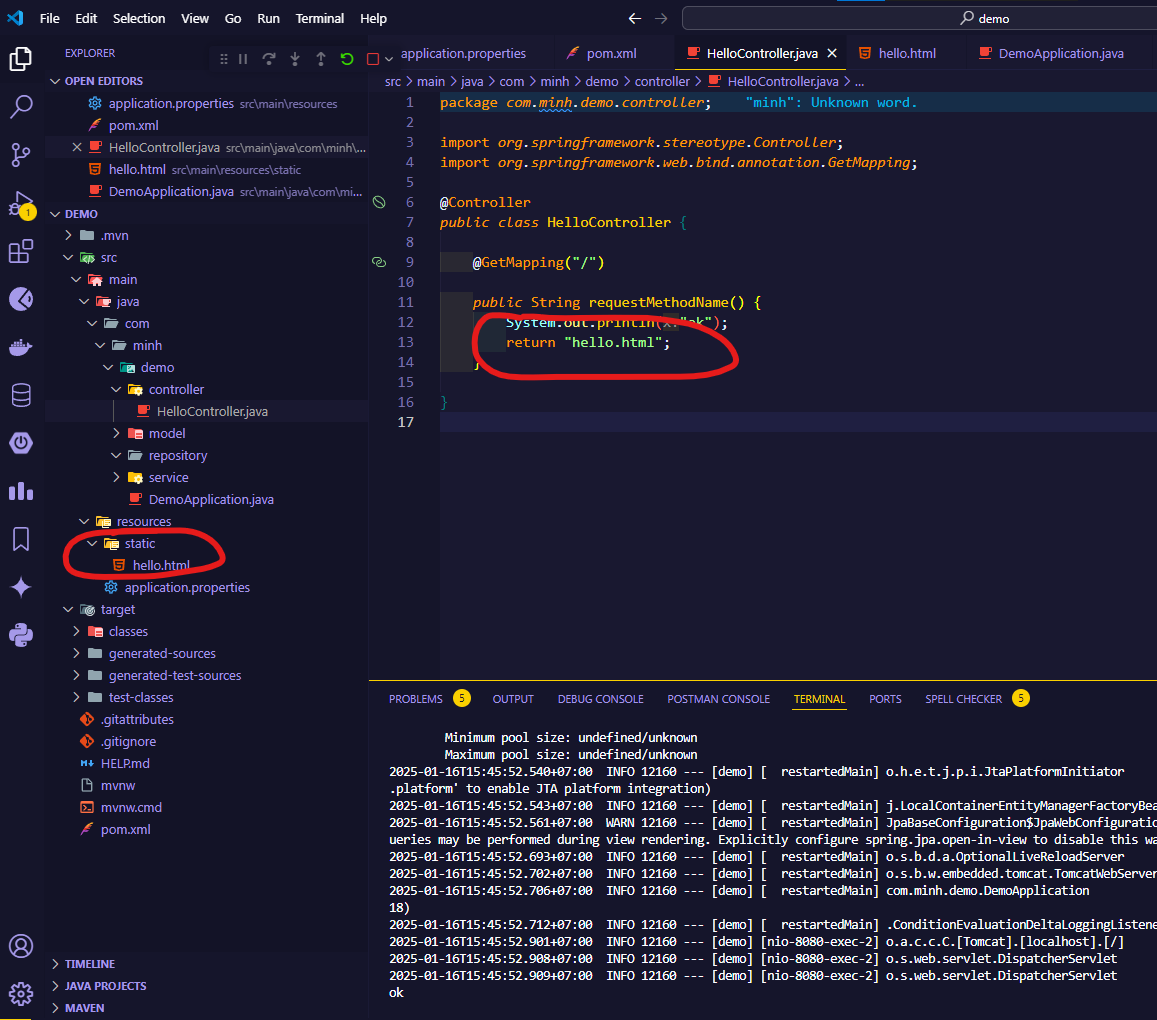 File Edit Selection View Go Run Terminal Help
demo
EXPLORER
application.properties
pom.xml
HelloController.java
hello.html
DemoApplication.java
OPEN EDITORS
src > main > java > com > minh > demo > controller > HelloController.java > ...
application.properties src\main\resources
pom.xml
HelloController.java src\main\java\com\minh\...
hello.html src\main\resources\static
DemoApplication.java src\main\java\com\mi...
1
DEMO
.mvn
src
main
java
com
minh
demo
controller
HelloController.java
model
repository
service
DemoApplication.java
resources
static
hello.html
application.properties
target
classes
generated-sources
generated-test-sources
test-classes
.gitattributes
.gitignore
HELP.md
mvnw
mvnw.cmd
pom.xml
TIMELINE
JAVA PROJECTS
MAVEN
1 package com.minh.demo.controller; "minh": Unknown word.
2
3 import org.springframework.stereotype.Controller;
4 import org.springframework.web.bind.annotation.GetMapping;
5
6 @Controller
7 public class HelloController {
8
9 @GetMapping("/")
10
11 public String requestMethodName() {
12 System.out.println(x:"ok");
13 return "hello.html";
14 }
15
16 }
17
PROBLEMS 5 OUTPUT DEBUG CONSOLE POSTMAN CONSOLE TERMINAL PORTS SPELL CHECKER 5
Minimum pool size: undefined/unknown
Maximum pool size: undefined/unknown
2025-01-16T15:45:52.540+07:00 INFO 12160 --- [demo] [ restartedMain] o.h.e.t.j.p.i.JtaPlatformInitiator
.platform' to enable JTA platform integration)
2025-01-16T15:45:52.543+07:00 INFO 12160 --- [demo] [ restartedMain] j.LocalContainerEntityManagerFactoryBea
2025-01-16T15:45:52.561+07:00 WARN 12160 --- [demo] [ restartedMain] JpaBaseConfiguration$JpaWebConfiguratio
ueries may be performed during view rendering. Explicitly configure spring.jpa.open-in-view to disable this wa
2025-01-16T15:45:52.693+07:00 INFO 12160 --- [demo] [ restartedMain] o.s.b.d.a.OptionalLiveReloadServer
2025-01-16T15:45:52.702+07:00 INFO 12160 --- [demo] [ restartedMain] o.s.b.w.embedded.tomcat.TomcatWebServer
2025-01-16T15:45:52.706+07:00 INFO 12160 --- [demo] [ restartedMain] com.minh.demo.DemoApplication
18)
2025-01-16T15:45:52.712+07:00 INFO 12160 --- [demo] [ restartedMain] .ConditionEvaluationDeltaLoggingListene
2025-01-16T15:45:52.901+07:00 INFO 12160 --- [demo] [nio-8080-exec-2] o.a.c.c.C.[Tomcat].[localhost].[/]
2025-01-16T15:45:52.908+07:00 INFO 12160 --- [demo] [nio-8080-exec-2] o.s.web.servlet.DispatcherServlet
2025-01-16T15:45:52.909+07:00 INFO 12160 --- [demo] [nio-8080-exec-2] o.s.web.servlet.DispatcherServlet
ok